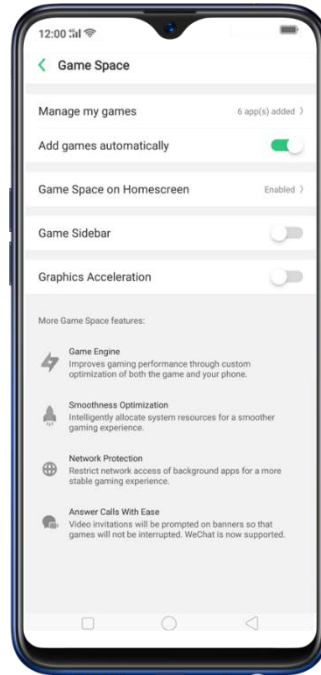 12:00
Game Space
Manage my games
6 app(s) added
Add games automatically
Game Space on Homescreen
Enabled
Game Sidebar
Graphics Acceleration
More Game Space features:
Game Engine
Improves gaming performance through custom
optimization of both the game and your phone.
Smoothness Optimization
Intelligently allocate system resources for a smoother
gaming experience.
Network Protection
Restrict network access of background apps for a more
stable gaming experience.
Answer Calls With Ease
Video invitations will be prompted on banners so that
games will not be interrupted. WeChat is now supported.